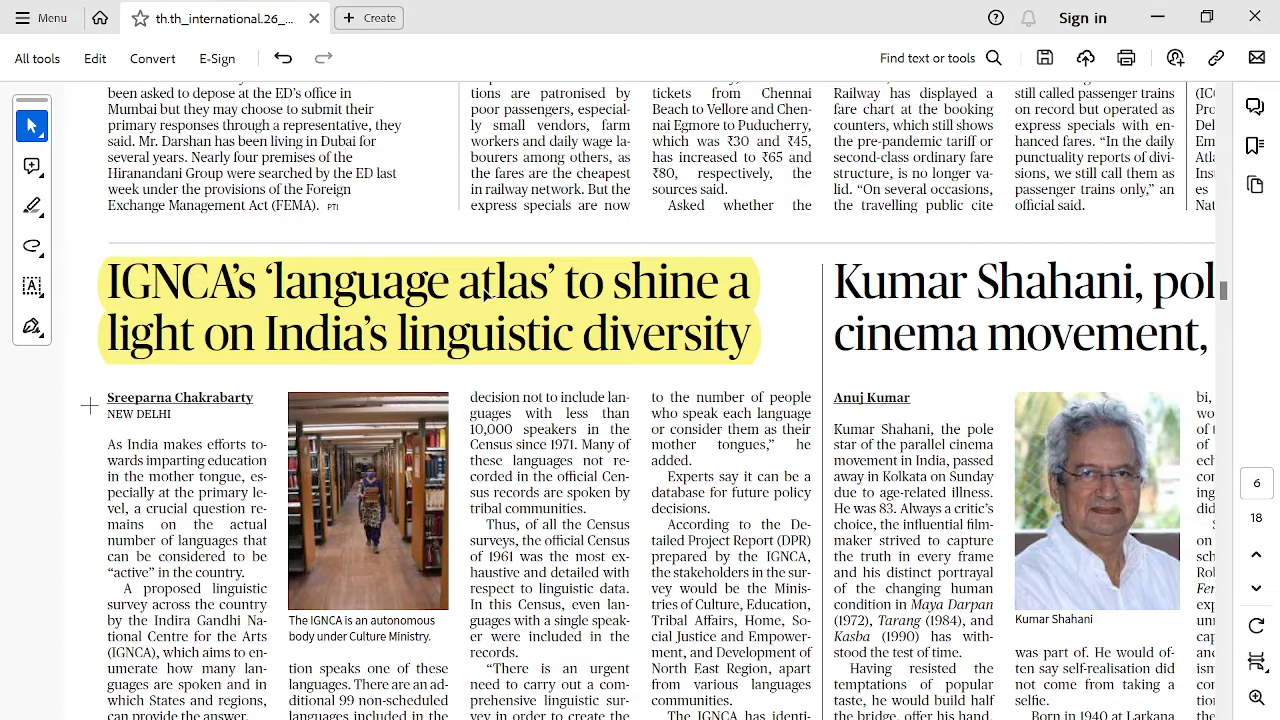 Menu
th.th_international.26_...
Create
Sign in
All tools
Edit
Convert
E-Sign
Find text or tools
been asked to depose at the ED's office in
Mumbai but they may choose to submit their
primary responses through a representative, they
said. Mr. Darshan has been living in Dubai for
several years. Nearly four premises of the
Hiranandani Group were searched by the ED last
week under the provisions of the Foreign
Exchange Management Act (FEMA). PTI
tions are patronised by
poor passengers, especial-
ly small vendors, farm
workers and daily wage la-
bourers among others, as
the fares are the cheapest
in railway network. But the
express specials are now
tickets from Chennai
Beach to Vellore and Chen-
nai Egmore to Puducherry,
which was ₹30 and ₹45,
has increased to ₹65 and
₹80, respectively, the
sources said.
Asked whether the
Railway has displayed a
fare chart at the booking
counters, which still shows
the pre-pandemic tariff or
second-class ordinary fare
structure, is no longer va-
lid. “On several occasions,
the travelling public cite
still called passenger trains
on record but operated as
express specials with en-
hanced fares. “In the daily
punctuality reports of divi-
sions, we still call them as
passenger trains only,” an
official said.
(IC
Pro
Del
Em
Atla
Ins
es
Nat
IGNCA’s ‘language atlas’ to shine a
light on India’s linguistic diversity
Sreeparna Chakrabarty
NEW DELHI
As India makes efforts to-
wards imparting education
in the mother tongue, es-
pecially at the primary le-
vel, a crucial question re-
mains on the actual
number of languages that
can be considered to be
“active” in the country.
A proposed linguistic
survey across the country
by the Indira Gandhi Na-
tional Centre for the Arts
(IGNCA), which aims to en-
umerate how many lan-
guages are spoken and in
which States and regions,
can provide the answer.
The IGNCA is an autonomous
body under Culture Ministry.
tion speaks one of these
languages. There are an ad-
ditional 99 non-scheduled
languages included in the
decision not to include lan-
guages with less than
10,000 speakers in the
Census since 1971. Many of
these languages not re-
corded in the official Cen-
sus records are spoken by
tribal communities.
Thus, of all the Census
surveys, the official Census
of 1961 was the most ex-
haustive and detailed with
respect to linguistic data.
In this Census, even lan-
guages with a single speak-
er were included in the
records.
“There is an urgent
need to carry out a com-
prehensive linguistic sur-
vey in order to create the
to the number of people
who speak each language
or consider them as their
mother tongues,” he
added.
Experts say it can be a
database for future policy
decisions.
According to the De-
tailed Project Report (DPR)
prepared by the IGNCA,
the stakeholders in the sur-
vey would be the Minis-
tries of Culture, Education,
Tribal Affairs, Home, So-
cial Justice and Empower-
ment, and Development of
North East Region, apart
from various languages
communities.
The IGNCA has identi-
Kumar Shahani, pol
cinema movement,
Anuj Kumar
Kumar Shahani, the pole
star of the parallel cinema
movement in India, passed
away in Kolkata on Sunday
due to age-related illness.
He was 83. Always a critic’s
choice, the influential film-
maker strived to capture
the truth in every frame
and his distinct portrayal
of the changing human
condition in Maya Darpan
(1972), Tarang (1984), and
Kasba (1990) has with-
stood the test of time.
Having resisted the
temptations of popular
taste, he would build half
the bridge, offer his hand,
Kumar Shahani
was part of. He would of-
ten say self-realisation did
not come from taking a
selfie.
Born in 1940 at Larkana
bi,
wo
of
ech
con
ing
did
on
sch
Rol
Fer
exp
uni
cap
anc
ism
6
18